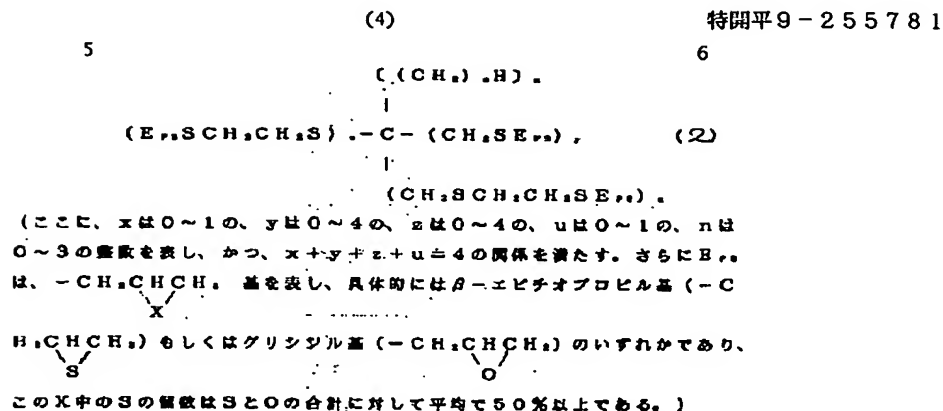 (4) 特開平9-255781
5 6
〔(CH₂)ₙH〕ᵤ
|
(EₚₛSCH₂CH₂S)ₓ-C-(CH₂SEₚₛ)ᵧ (2)
|
(CH₂SCH₂CH₂SEₚₛ)
(ここに、xは0~1の、yは0~4の、zは0~4の、uは0~1の、nは
0~3の整数を表し、かつ、x+y+z+u=4の関係を満たす。さらにEₚₛ
は、-CH₂CHCH₂ 基を表し、具体的にはβ-エピチオプロピル基(-C
X
H₂CHCH₂)もしくはグリシジル基(-CH₂CHCH₂)のいずれかであり、
S O
このX中のSの個数はSとOの合計に対して平均で50%以上である。)